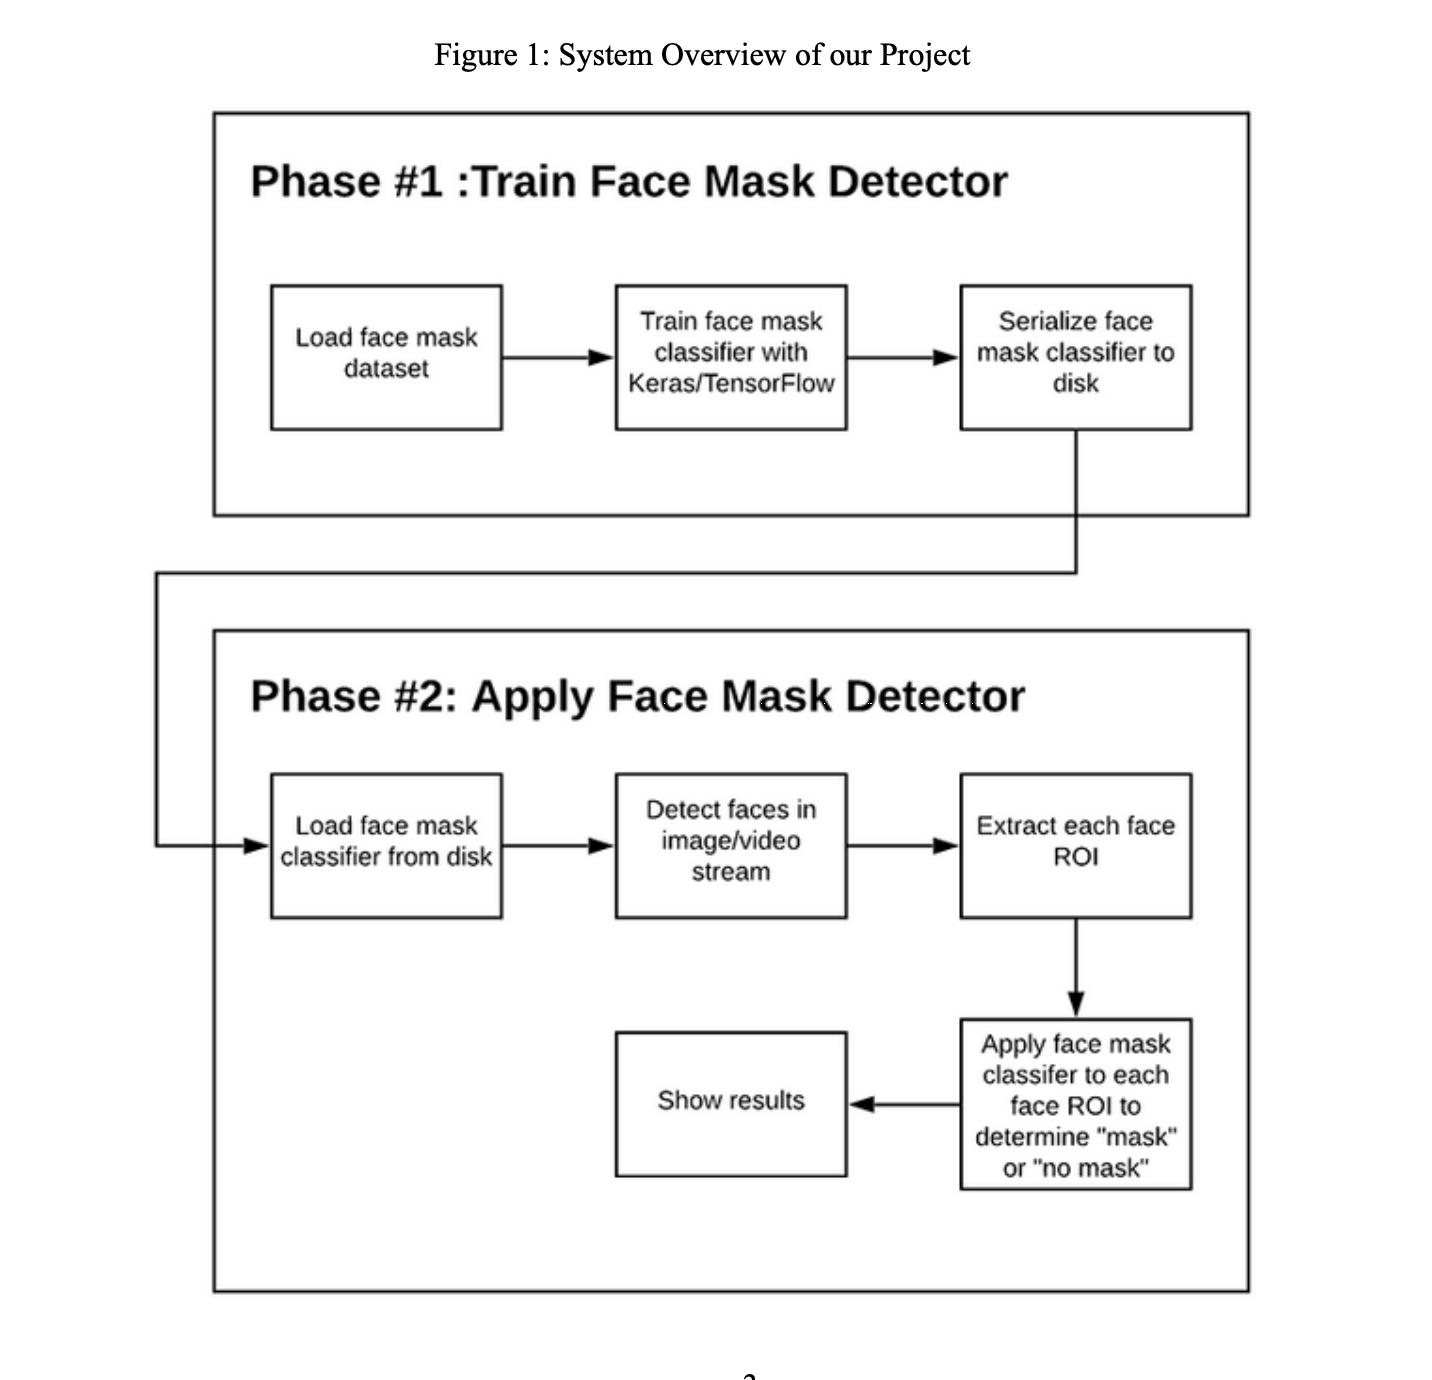 Figure 1: System Overview of our Project
Phase #1 :Train Face Mask Detector
Load face mask
dataset
Train face mask
classifier with
Keras/TensorFlow
Serialize face
mask classifier to
disk
Phase #2: Apply Face Mask Detector
Load face mask
classifier from disk
Detect faces in
image/video
stream
Extract each face
ROI
Apply face mask
classifer to each
face ROI to
determine "mask"
or "no mask"
Show results